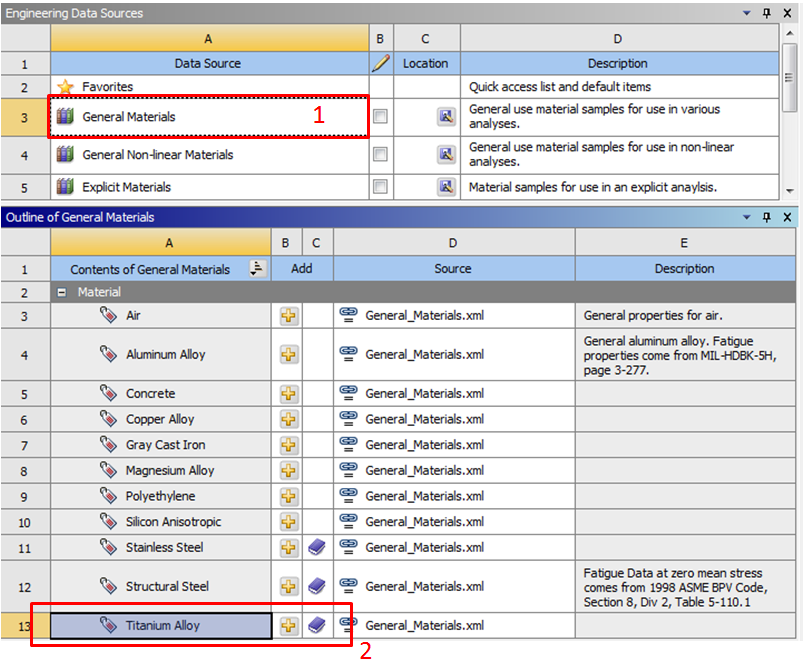 Engineering Data Sources
A B C D
1 Data Source Location Description
2 Favorites Quick access list and default items
3 General Materials 1 General use material samples for use in various
analyses.
4 General Non-linear Materials General use material samples for use in non-linear
analyses.
5 Explicit Materials Material samples for use in an explicit anaylsis.
Outline of General Materials
A B C D E
1 Contents of General Materials Add Source Description
2 Material
3 Air General_Materials.xml General properties for air.
4 Aluminum Alloy General_Materials.xml General aluminum alloy. Fatigue
properties come from MIL-HDBK-5H,
page 3-277.
5 Concrete General_Materials.xml
6 Copper Alloy General_Materials.xml
7 Gray Cast Iron General_Materials.xml
8 Magnesium Alloy General_Materials.xml
9 Polyethylene General_Materials.xml
10 Silicon Anisotropic General_Materials.xml
11 Stainless Steel General_Materials.xml
12 Structural Steel General_Materials.xml Fatigue Data at zero mean stress
comes from 1998 ASME BPV Code,
Section 8, Div 2, Table 5-110.1
13 Titanium Alloy General_Materials.xml
2